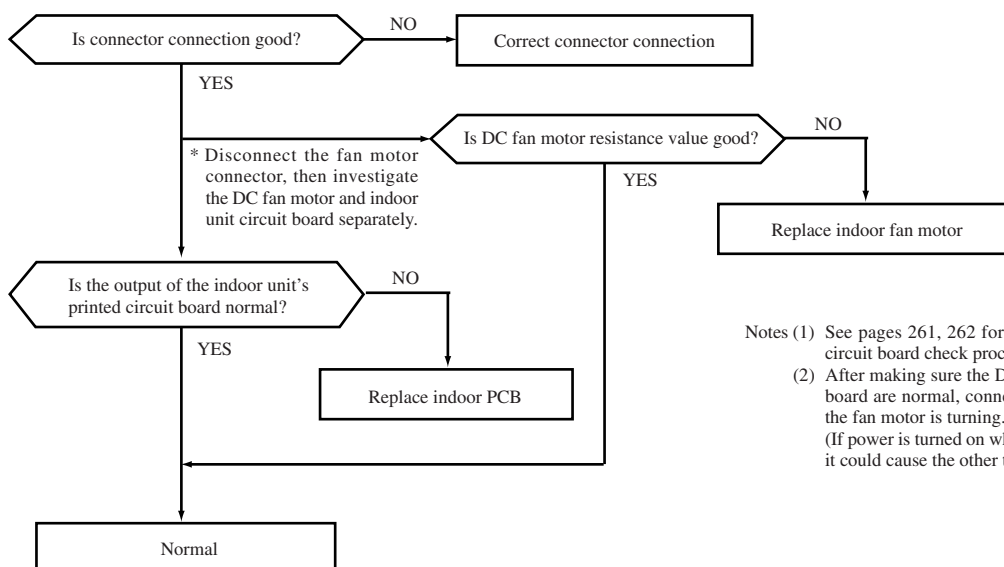 Is connector connection good?
NO
Correct connector connection
YES
* Disconnect the fan motor
connector, then investigate
the DC fan motor and indoor
unit circuit board separately.
Is DC fan motor resistance value good?
NO
YES
Replace indoor fan motor
Is the output of the indoor unit's
printed circuit board normal?
NO
YES
Replace indoor PCB
Notes (1) See pages 261, 262 for
circuit board check proc
(2) After making sure the D
board are normal, conne
the fan motor is turning.
(If power is turned on wh
it could cause the other t
Normal